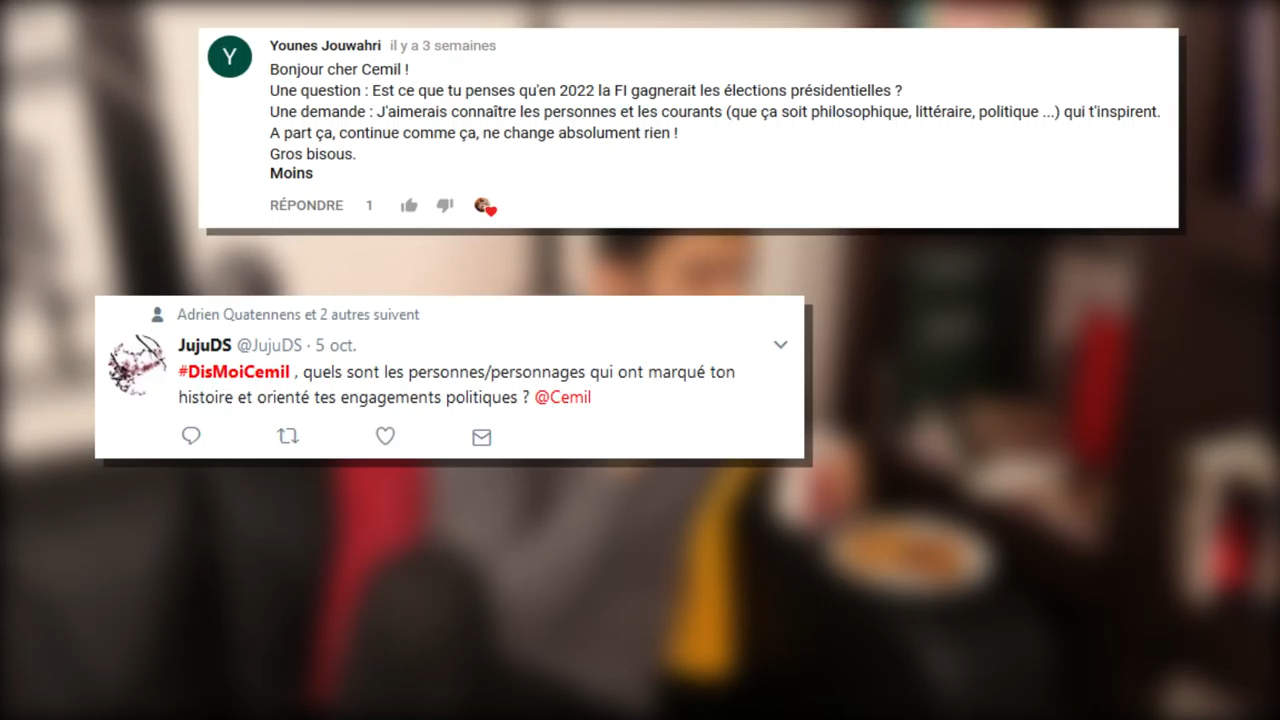 Y
Younes Jouwahri il y a 3 semaines
Bonjour cher Cemil !
Une question : Est ce que tu penses qu'en 2022 la FI gagnerait les élections présidentielles ?
Une demande : J'aimerais connaître les personnes et les courants (que ça soit philosophique, littéraire, politique ...) qui t'inspirent.
A part ça, continue comme ça, ne change absolument rien !
Gros bisous.
Moins
RÉPONDRE 1
Adrien Quatennens et 2 autres suivent
JujuDS @JujuDS · 5 oct.
#DisMoiCemil , quels sont les personnes/personnages qui ont marqué ton
histoire et orienté tes engagements politiques ? @Cemil